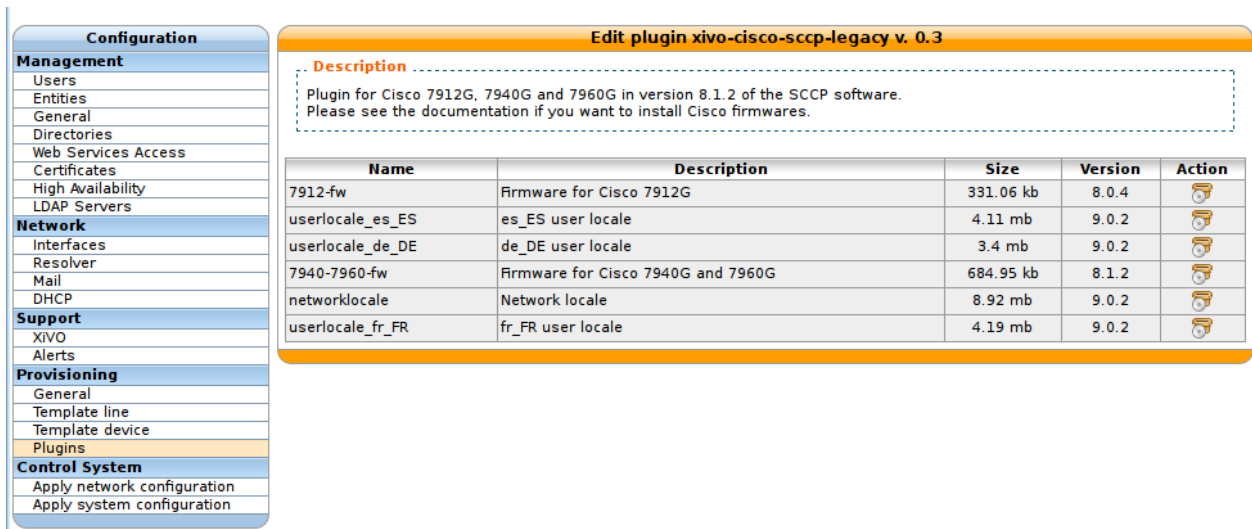 Configuration
Management
Users
Entities
General
Directories
Web Services Access
Certificates
High Availability
LDAP Servers
Network
Interfaces
Resolver
Mail
DHCP
Support
XiVO
Alerts
Provisioning
General
Template line
Template device
Plugins
Control System
Apply network configuration
Apply system configuration
Edit plugin xivo-cisco-sccp-legacy v. 0.3
Description
Plugin for Cisco 7912G, 7940G and 7960G in version 8.1.2 of the SCCP software.
Please see the documentation if you want to install Cisco firmwares.
Name Description Size Version Action
7912-fw Firmware for Cisco 7912G 331.06 kb 8.0.4
userlocale_es_ES es_ES user locale 4.11 mb 9.0.2
userlocale_de_DE de_DE user locale 3.4 mb 9.0.2
7940-7960-fw Firmware for Cisco 7940G and 7960G 684.95 kb 8.1.2
networklocale Network locale 8.92 mb 9.0.2
userlocale_fr_FR fr_FR user locale 4.19 mb 9.0.2